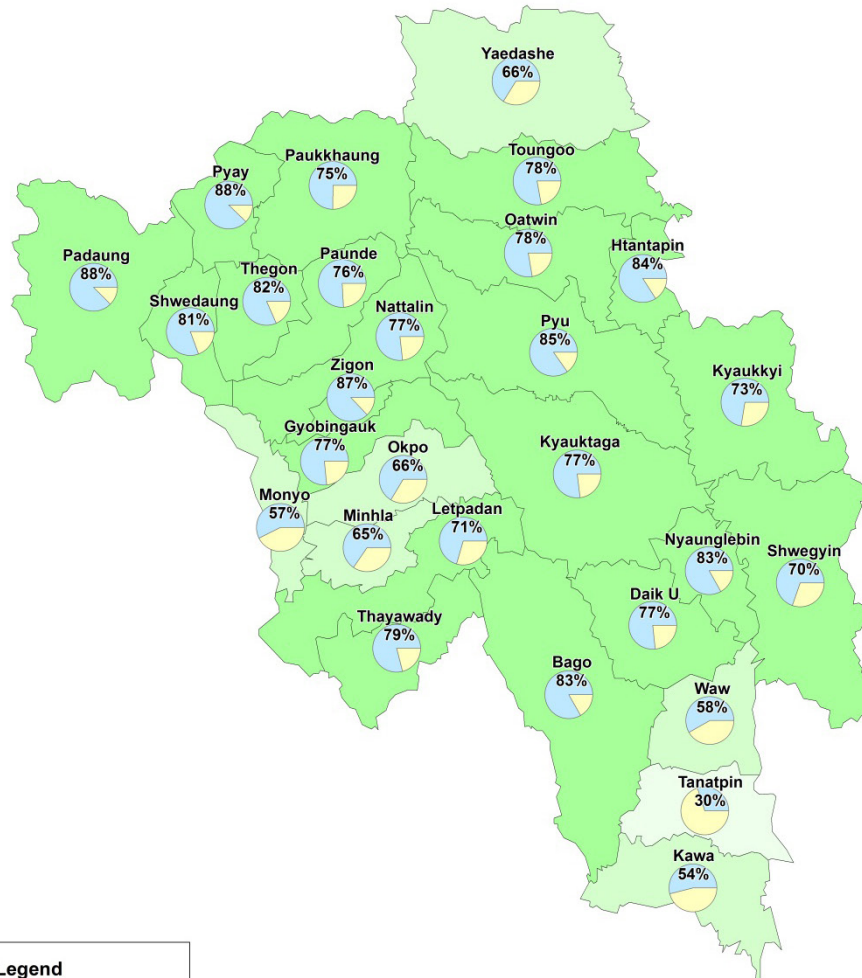 Yaedashe
66%
Toungoo
78%
Paukkhaung
75%
Pyay
88%
Oatwin
78%
Htantapin
84%
Padaung
88%
Paunde
76%
Thegon
82%
Shwedaung
81%
Nattalin
77%
Pyu
85%
Kyaukkyi
73%
Zigon
87%
Gyobingauk
77%
Okpo
66%
Kyauktaga
77%
Monyo
57%
Minhla
65%
Letpadan
71%
Nyaunglebin
83%
Shwegyin
70%
Daik U
77%
Thayawady
79%
Bago
83%
Waw
58%
Tanatpin
30%
Kawa
54%
Legend